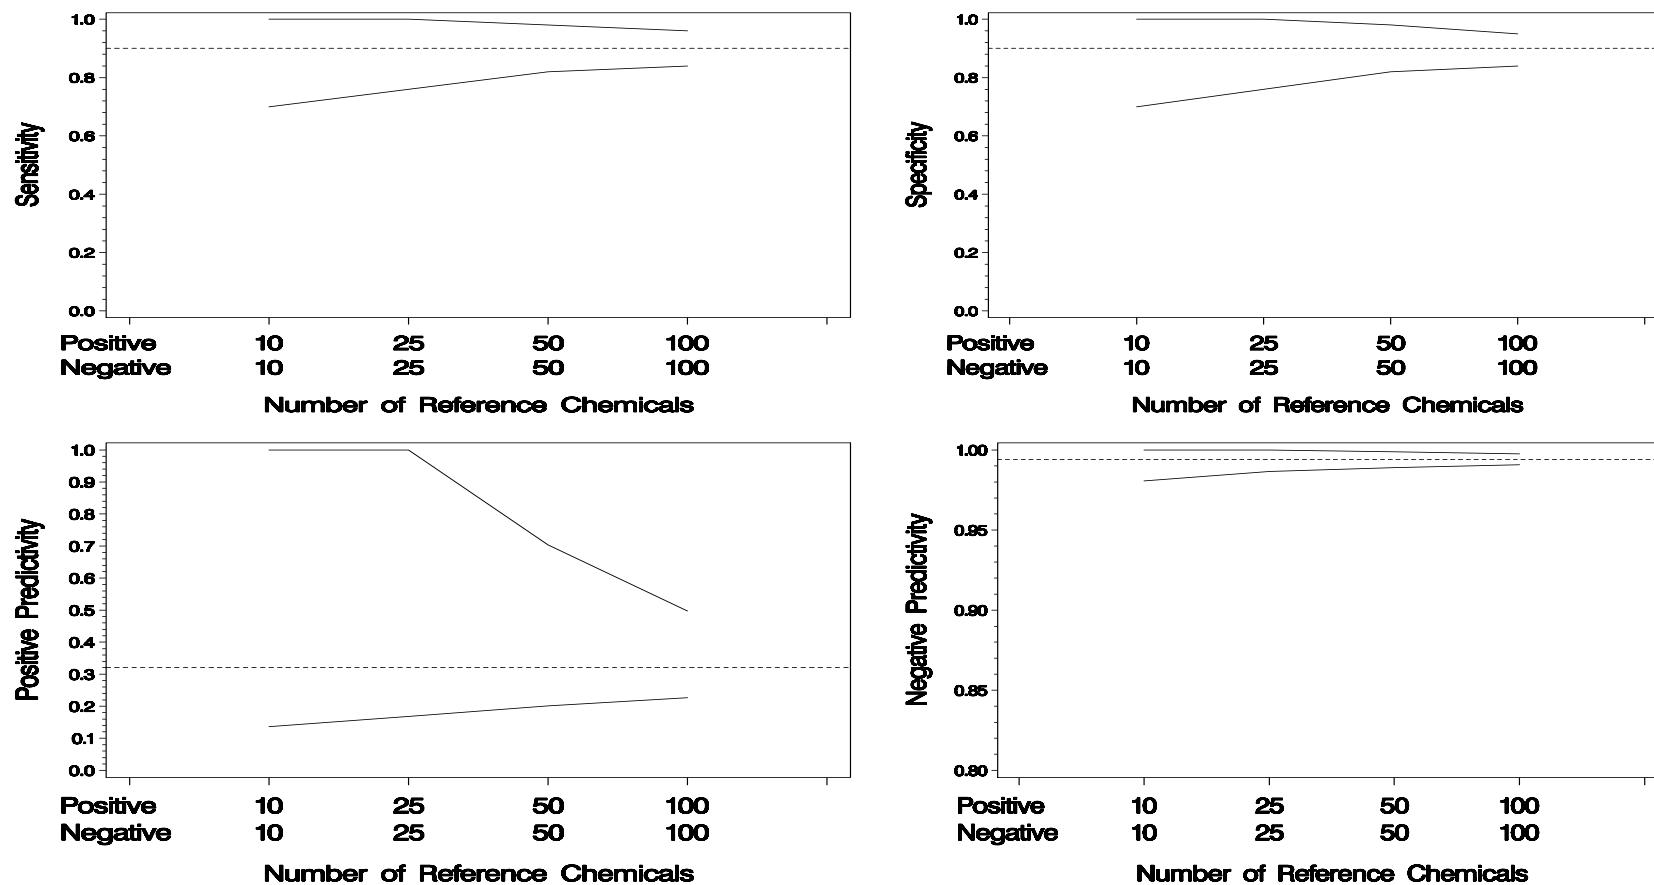 Sensitivity
1.0
0.8
0.6
0.4
0.2
0.0
Positive 10 25 50 100
Negative 10 25 50 100
Number of Reference Chemicals
Specificity
1.0
0.8
0.6
0.4
0.2
0.0
Positive 10 25 50 100
Negative 10 25 50 100
Number of Reference Chemicals
Positive Predictivity
1.0
0.9
0.8
0.7
0.6
0.5
0.4
0.3
0.2
0.1
0.0
Positive 10 25 50 100
Negative 10 25 50 100
Number of Reference Chemicals
Negative Predictivity
1.00
0.95
0.90
0.85
0.80
Positive 10 25 50 100
Negative 10 25 50 100
Number of Reference Chemicals